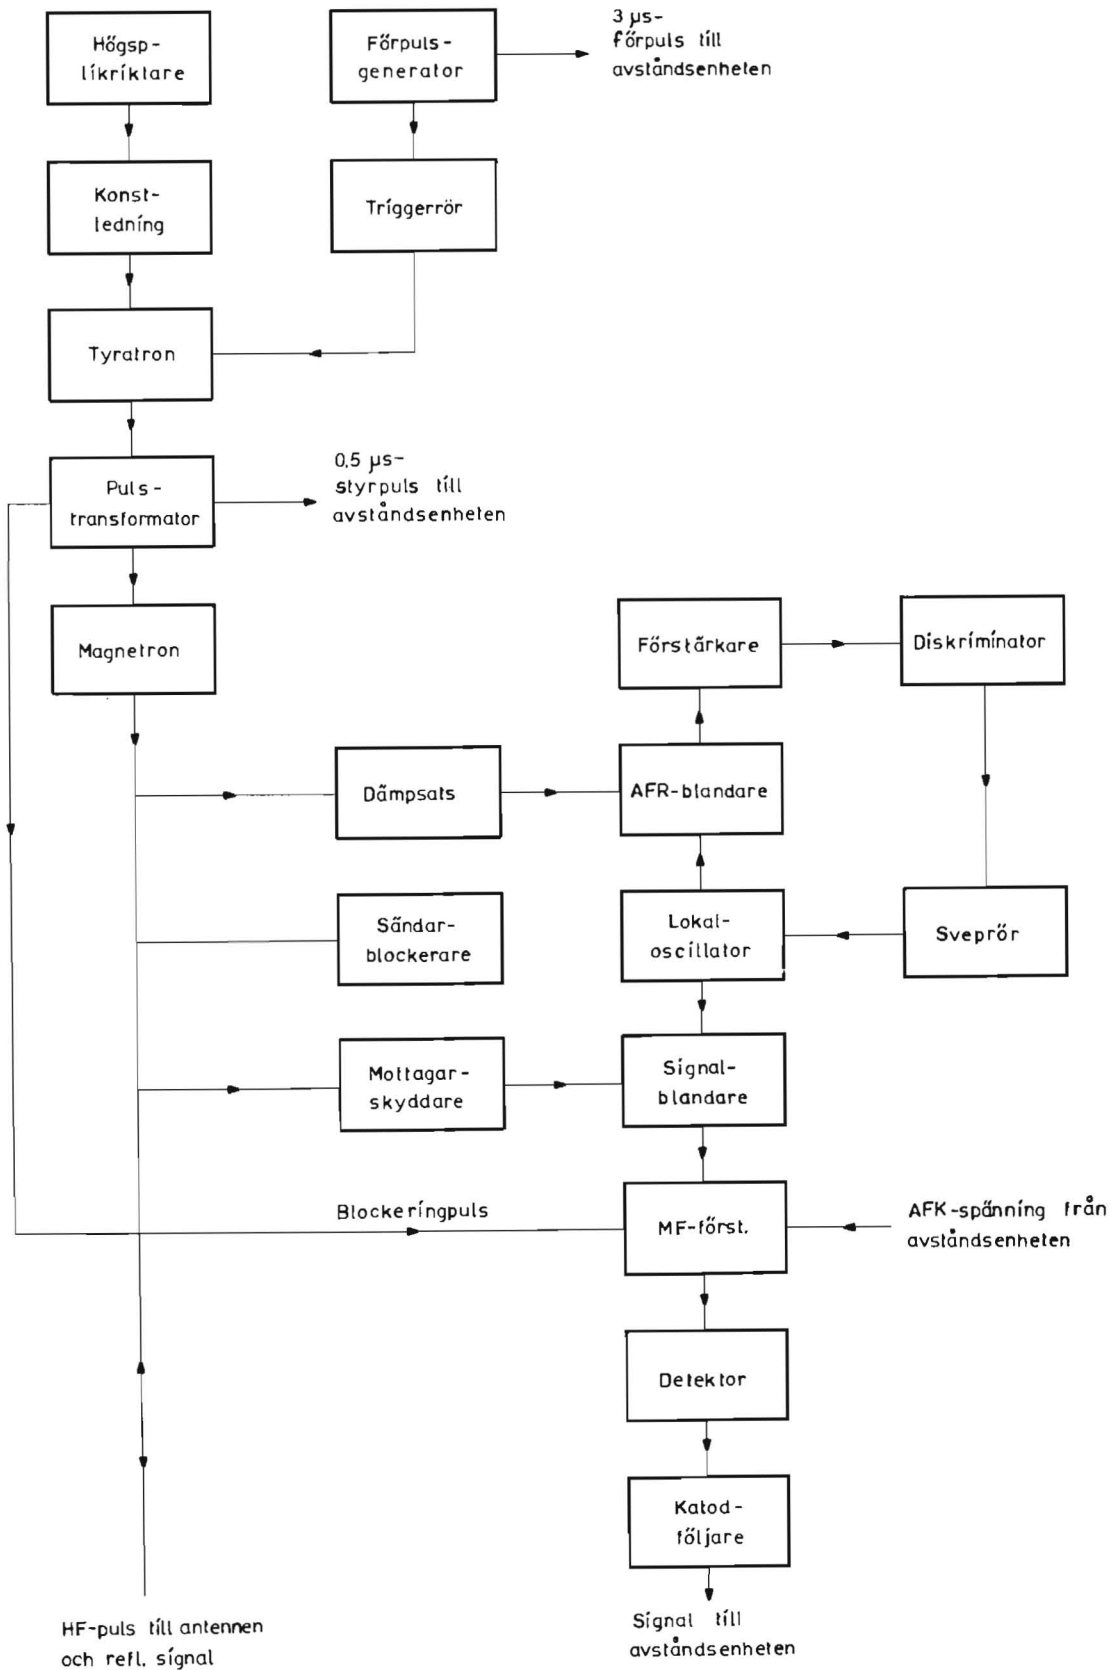 Högsp-
likriktare
Förpuls-
generator
3 µs-
förpuls till
avståndsenheten
Konst-
ledning
Triggerrör
Tyratron
Puls-
transformator
0,5 µs-
styrpuls till
avståndsenheten
Magnetron
Förstärkare
Diskriminator
Dämpsats
AFR-blandare
Sändar-
blockerare
Lokal-
oscillator
Sveprör
Mottagar-
skyddare
Signal-
blandare
Blockeringpuls
MF-först.
AFK-spänning från
avståndsenheten
Detektor
Katod-
följare
HF-puls till antennen
och refl. signal
Signal till
avståndsenheten